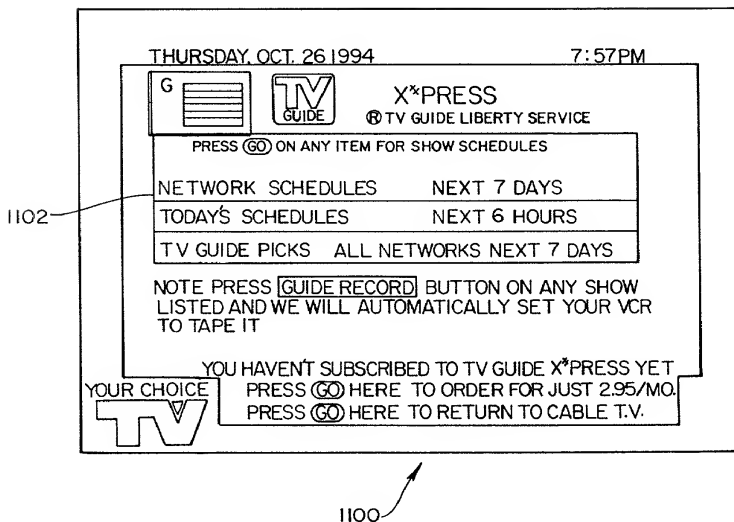 THURSDAY, OCT. 26 1994 7:57PM
G
TV GUIDE
X*PRESS
® TV GUIDE LIBERTY SERVICE
PRESS GO ON ANY ITEM FOR SHOW SCHEDULES
NETWORK SCHEDULES NEXT 7 DAYS
TODAY'S SCHEDULES NEXT 6 HOURS
TV GUIDE PICKS ALL NETWORKS NEXT 7 DAYS
1102
NOTE PRESS GUIDE RECORD BUTTON ON ANY SHOW
LISTED AND WE WILL AUTOMATICALLY SET YOUR VCR
TO TAPE IT
YOU HAVEN'T SUBSCRIBED TO TV GUIDE X*PRESS YET
YOUR CHOICE TV
PRESS GO HERE TO ORDER FOR JUST 2.95/MO.
PRESS GO HERE TO RETURN TO CABLE T.V.
1100